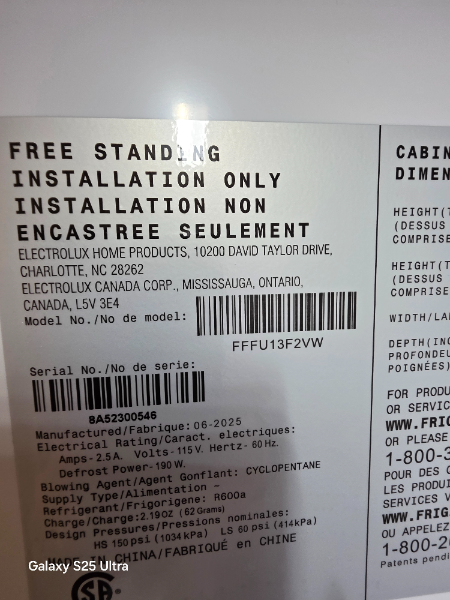 FREE STANDING
INSTALLATION ONLY
INSTALLATION NON
ENCASTREE SEULEMENT
ELECTROLUX HOME PRODUCTS, 10200 DAVID TAYLOR DRIVE,
CHARLOTTE, NC 28262
ELECTROLUX CANADA CORP., MISSISSAUGA, ONTARIO,
CANADA, L5V 3E4
Model No./No de model:
FFFU13F2VW
Serial No./No de serie:
8A52300546
Manufactured/Fabrique: 06-2025
Electrical Rating/Caract. electriques:
Amps-2.5A. Volts-115V. Hertz-60Hz.
Defrost Power-190W.
Blowing Agent/Agent Gonflant: CYCLOPENTANE
Supply Type/Alimentation –
Refrigerant/Frigorigene: R600a
Charge/Charge:2.19OZ (62Grams)
Design Pressures/Pressions nominales:
HS 150psi (1034kPa) LS 60psi (414kPa)
MADE IN CHINA/FABRIQUÉ en CHINE
SA
CABIN
DIMEN
HEIGHT(T
(DESSUS
COMPRISE
HEIGHT(T
(DESSUS
COMPRISE
WIDTH/LA
DEPTH(INC
PROFONDEU
POIGNÉES)
FOR PRODU
OR SERVIC
WWW.FRIG
OR PLEASE
1-800-3
POUR DES
LES PRODUI
SERVICES V
WWW.FRIG
OU APPELEZ
1-800-2
Patents pendi
Galaxy S25 Ultra